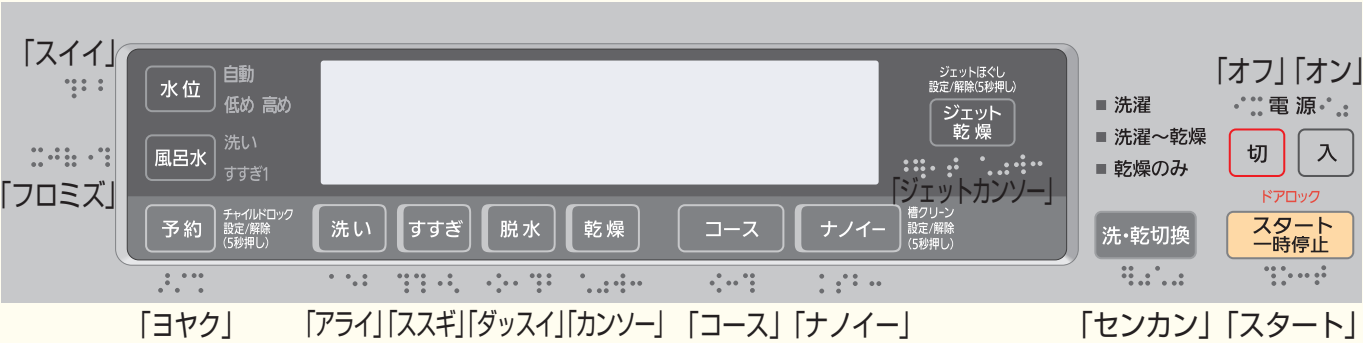 「スイイ」
水位
自動
低め 高め
「フロミズ」
風呂水
洗い
すすぎ1
ジェットほぐし
設定/解除(5秒押し)
ジェット
乾燥
「ジェットカンソー」
■ 洗濯
■ 洗濯～乾燥
■ 乾燥のみ
「オフ」「オン」
電源
切
入
ドアロック
予約
チャイルドロック
設定/解除
(5秒押し)
洗い
すすぎ
脱水
乾燥
コース
ナノイー
槽クリーン
設定/解除
(5秒押し)
洗・乾切換
スタート
一時停止
「ヨヤク」
「アライ」「ススギ」「ダッスイ」「カンソー」
「コース」「ナノイー」
「センカン」「スタート」